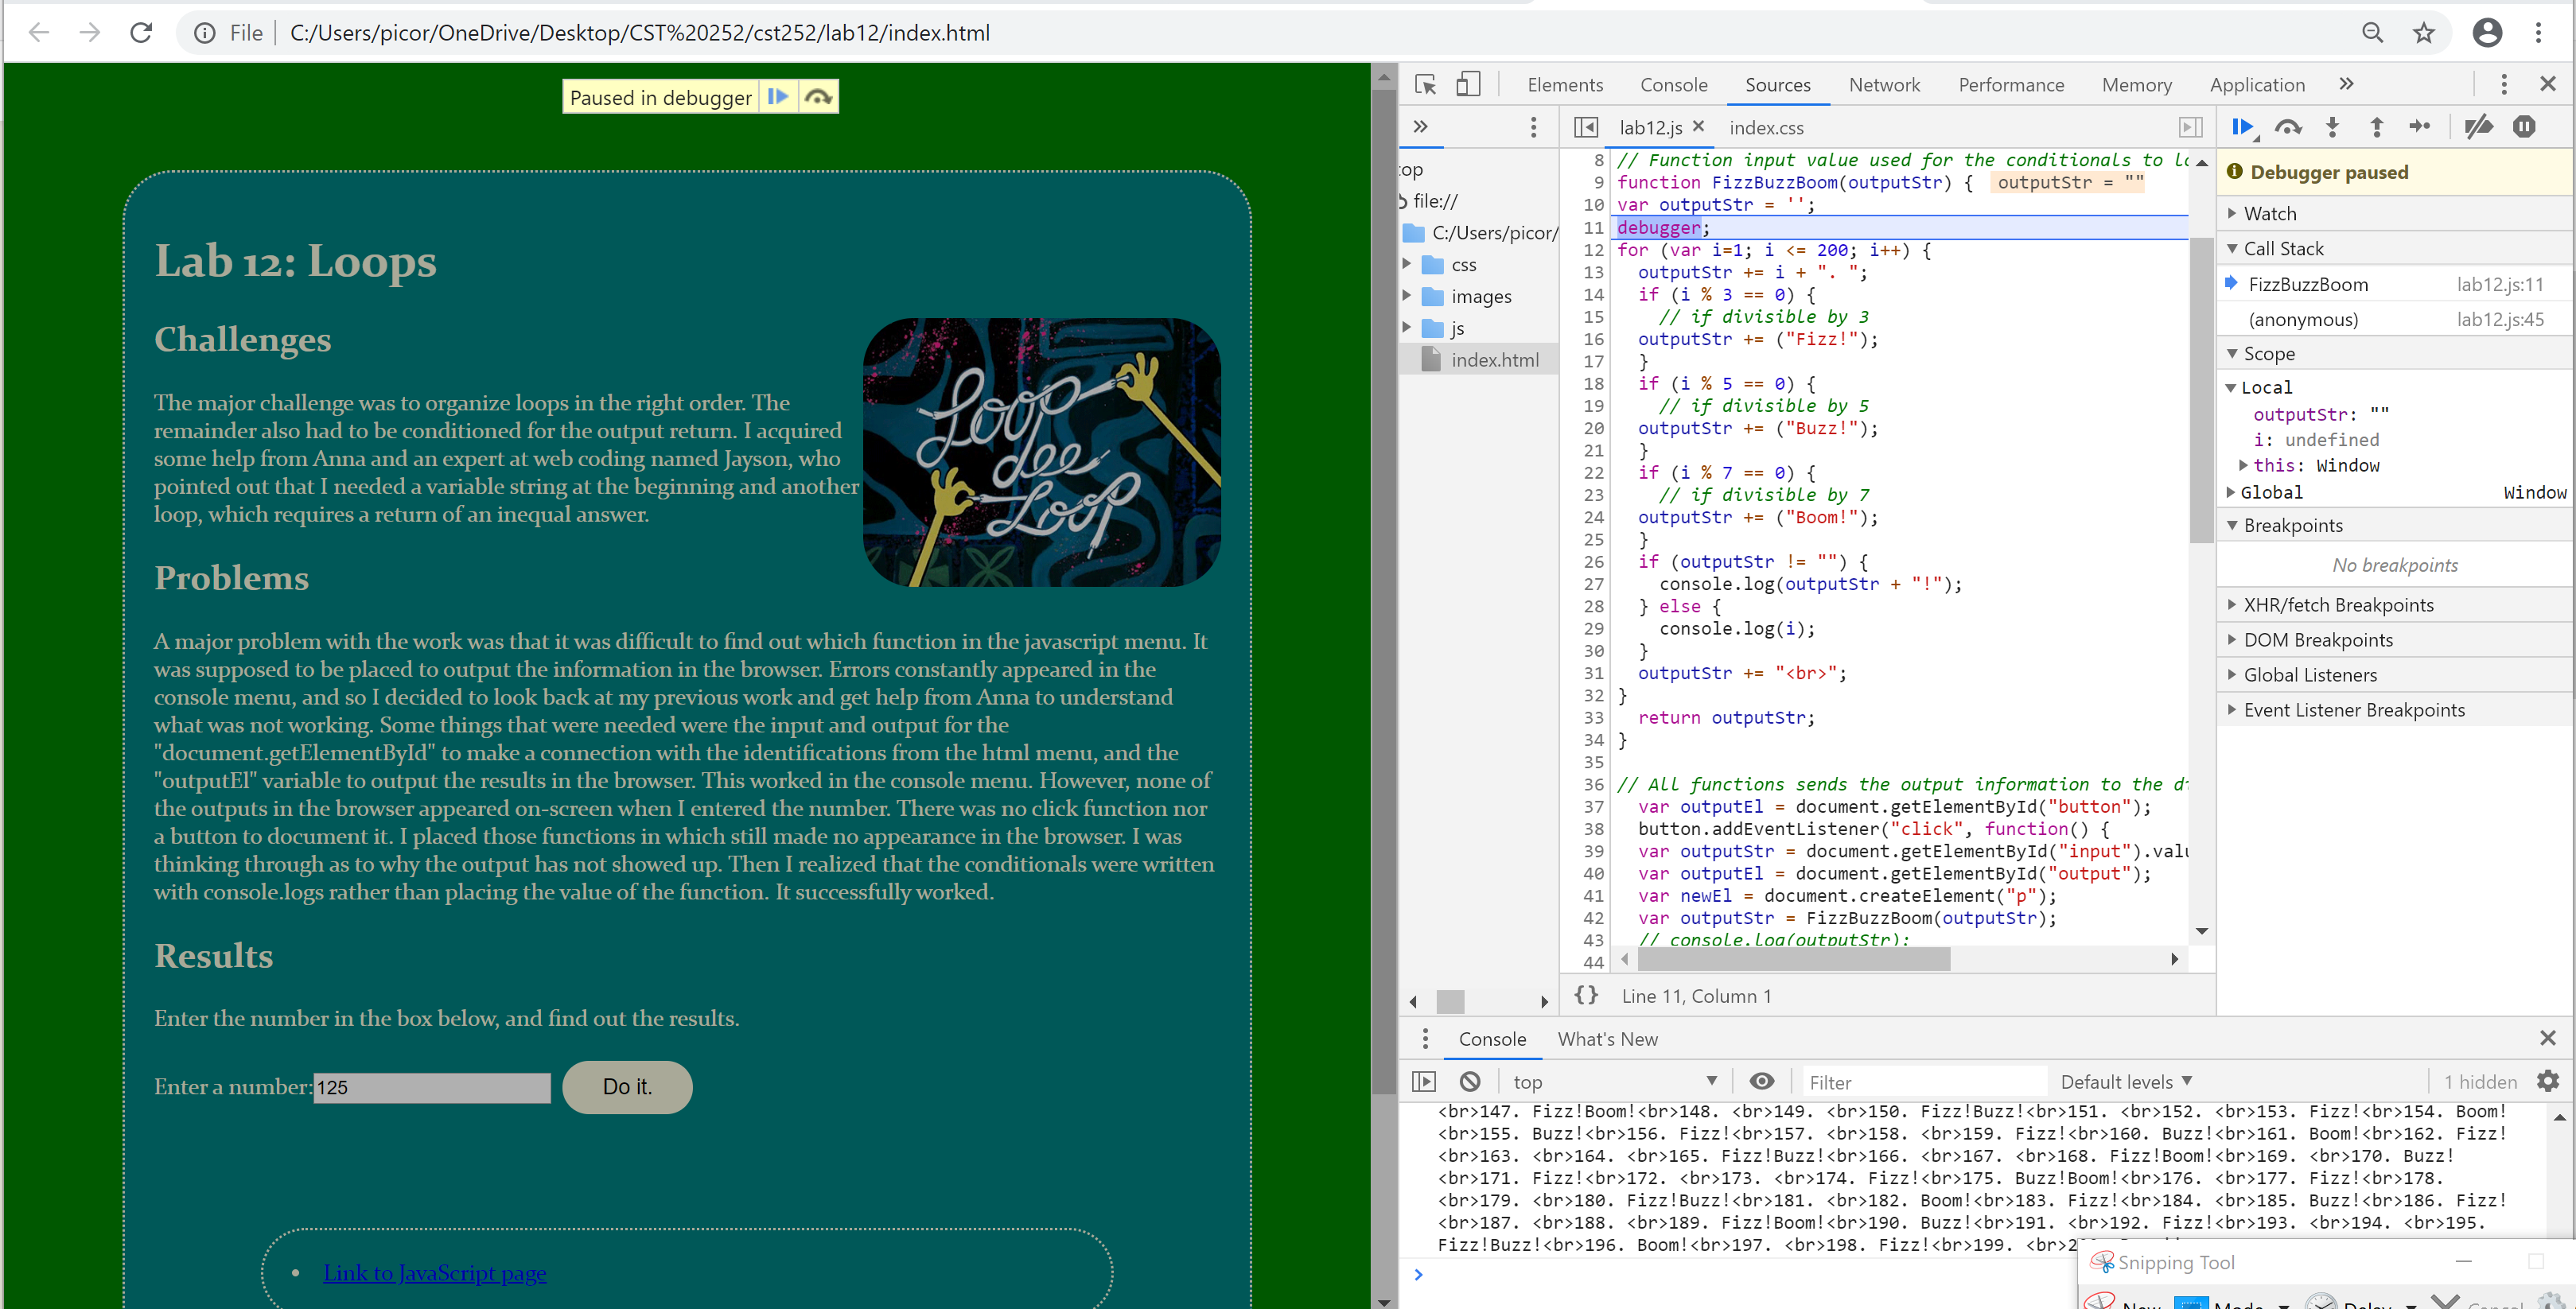 File C:/Users/picor/OneDrive/Desktop/CST%20252/cst252/lab12/index.html
Paused in debugger
Lab 12: Loops
Challenges
The major challenge was to organize loops in the right order. The
remainder also had to be conditioned for the output return. I acquired
some help from Anna and an expert at web coding named Jayson, who
pointed out that I needed a variable string at the beginning and another
loop, which requires a return of an inequal answer.
Loop
dee
Loop
Problems
A major problem with the work was that it was difficult to find out which function in the javascript menu. It
was supposed to be placed to output the information in the browser. Errors constantly appeared in the
console menu, and so I decided to look back at my previous work and get help from Anna to understand
what was not working. Some things that were needed were the input and output for the
"document.getElementById" to make a connection with the identifications from the html menu, and the
"outputEl" variable to output the results in the browser. This worked in the console menu. However, none of
the outputs in the browser appeared on-screen when I entered the number. There was no click function nor
a button to document it. I placed those functions in which still made no appearance in the browser. I was
thinking through as to why the output has not showed up. Then I realized that the conditionals were written
with console.logs rather than placing the value of the function. It successfully worked.
Results
Enter the number in the box below, and find out the results.
Enter a number: 125 Do it.
Link to JavaScript page
Elements Console Sources Network Performance Memory Application
top
file://
C:/Users/picor/
css
images
js
index.html
lab12.js index.css
8 // Function input value used for the conditionals to
9 function FizzBuzzBoom(outputStr) { outputStr = ""
10 var outputStr = '';
11 debugger;
12 for (var i=1; i <= 200; i++) {
13 outputStr += i + ". ";
14 if (i % 3 == 0) {
15 // if divisible by 3
16 outputStr += ("Fizz!");
17 }
18 if (i % 5 == 0) {
19 // if divisible by 5
20 outputStr += ("Buzz!");
21 }
22 if (i % 7 == 0) {
23 // if divisible by 7
24 outputStr += ("Boom!");
25 }
26 if (outputStr != "") {
27 console.log(outputStr + "!");
28 } else {
29 console.log(i);
30 }
31 outputStr += "<br>";
32 }
33 return outputStr;
34 }
35
36 // All functions sends the output information to the
37 var outputEl = document.getElementById("button");
38 button.addEventListener("click", function() {
39 var outputStr = document.getElementById("input").valu
40 var outputEl = document.getElementById("output");
41 var newEl = document.createElement("p");
42 var outputStr = FizzBuzzBoom(outputStr);
43 // console.log(outputStr);
44
{} Line 11, Column 1
Debugger paused
Watch
Call Stack
FizzBuzzBoom lab12.js:11
(anonymous) lab12.js:45
Scope
Local
outputStr: ""
i: undefined
this: Window
Global Window
Breakpoints
No breakpoints
XHR/fetch Breakpoints
DOM Breakpoints
Global Listeners
Event Listener Breakpoints
Console What's New
top Filter Default levels 1 hidden
<br>147. Fizz!Boom!<br>148. <br>149. <br>150. Fizz!Buzz!<br>151. <br>152. <br>153. Fizz!<br>154. Boom!
<br>155. Buzz!<br>156. Fizz!<br>157. <br>158. <br>159. Fizz!<br>160. Buzz!<br>161. Boom!<br>162. Fizz!
<br>163. <br>164. <br>165. Fizz!Buzz!<br>166. <br>167. <br>168. Fizz!Boom!<br>169. <br>170. Buzz!
<br>171. Fizz!<br>172. <br>173. <br>174. Fizz!<br>175. Buzz!Boom!<br>176. <br>177. Fizz!<br>178.
<br>179. <br>180. Fizz!Buzz!<br>181. <br>182. Boom!<br>183. Fizz!<br>184. <br>185. Buzz!<br>186. Fizz!
<br>187. <br>188. <br>189. Fizz!Boom!<br>190. Buzz!<br>191. <br>192. Fizz!<br>193. <br>194. <br>195.
Fizz!Buzz!<br>196. Boom!<br>197. <br>198. Fizz!<br>199. <br>
Snipping Tool
New Mode Delay Cancel